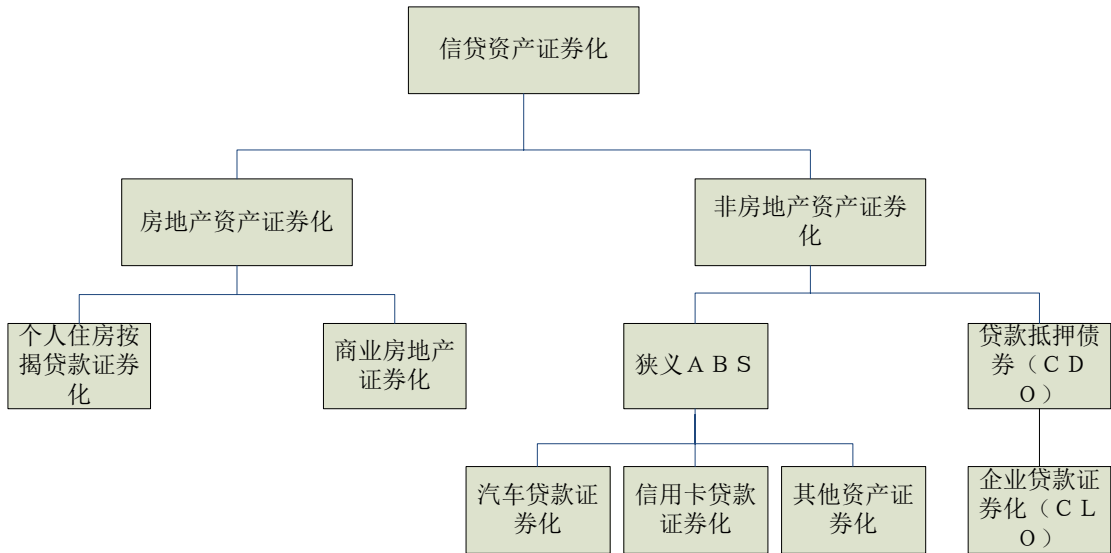 信贷资产证券化
房地产资产证券化
非房地产资产证券
化
个人住房按
揭贷款证券
化
商业房地产
证券化
狭义ＡＢＳ
贷款抵押债
券（ＣＤ
Ｏ）
汽车贷款证
券化
信用卡贷款
证券化
其他资产证
券化
企业贷款证
券化（ＣＬ
Ｏ）